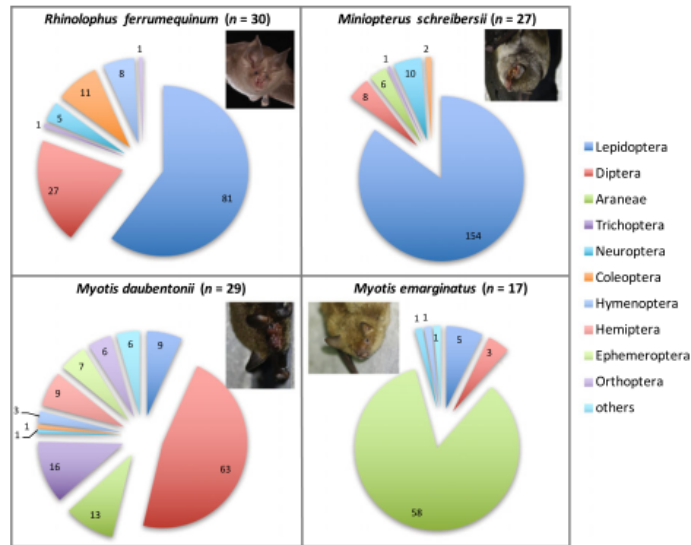 Rhinolophus ferrumequinum (n = 30)
1
8
11
5
1
27
81
Miniopterus schreibersii (n = 27)
2
10
1
6
8
154
Lepidoptera
Diptera
Araneae
Trichoptera
Neuroptera
Coleoptera
Hymenoptera
Hemiptera
Ephemeroptera
Orthoptera
others
Myotis daubentonii (n = 29)
6
9
6
7
9
3
1
1
16
13
63
Myotis emarginatus (n = 17)
1
1
1
5
3
58